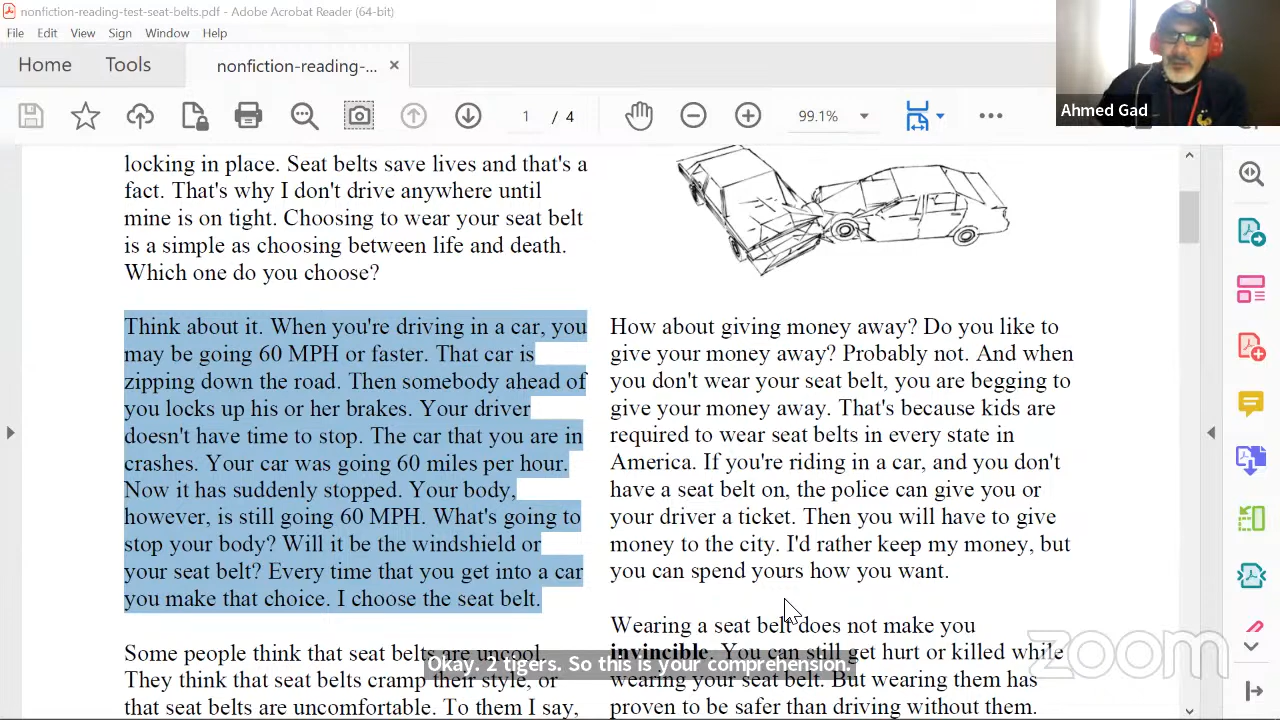 nonfiction-reading-test-seat-belts.pdf - Adobe Acrobat Reader (64-bit)
File Edit View Sign Window Help
Home Tools nonfiction-reading-... ×
1 / 4 99.1%
Ahmed Gad
locking in place. Seat belts save lives and that's a
fact. That's why I don't drive anywhere until
mine is on tight. Choosing to wear your seat belt
is a simple as choosing between life and death.
Which one do you choose?
Think about it. When you're driving in a car, you
may be going 60 MPH or faster. That car is
zipping down the road. Then somebody ahead of
you locks up his or her brakes. Your driver
doesn't have time to stop. The car that you are in
crashes. Your car was going 60 miles per hour.
Now it has suddenly stopped. Your body,
however, is still going 60 MPH. What's going to
stop your body? Will it be the windshield or
your seat belt? Every time that you get into a car
you make that choice. I choose the seat belt.
Some people think that seat belts are uncool.
They think that seat belts cramp their style, or
that seat belts are uncomfortable. To them I say,
How about giving money away? Do you like to
give your money away? Probably not. And when
you don't wear your seat belt, you are begging to
give your money away. That's because kids are
required to wear seat belts in every state in
America. If you're riding in a car, and you don't
have a seat belt on, the police can give you or
your driver a ticket. Then you will have to give
money to the city. I'd rather keep my money, but
you can spend yours how you want.
Wearing a seat belt does not make you
invincible. You can still get hurt or killed while
wearing your seat belt. But wearing them has
proven to be safer than driving without them.
Okay. 2 tigers. So this is your comprehension.
zoom